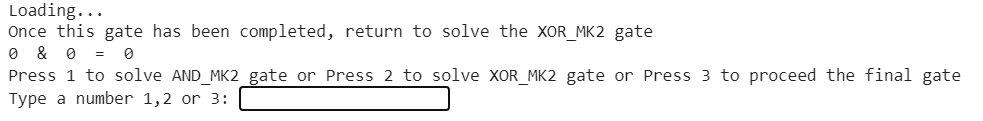 Loading...
Once this gate has been completed, return to solve the XOR_MK2 gate
0 & 0 = 0
Press 1 to solve AND_MK2 gate or Press 2 to solve XOR_MK2 gate or Press 3 to proceed the final gate
Type a number 1,2 or 3: